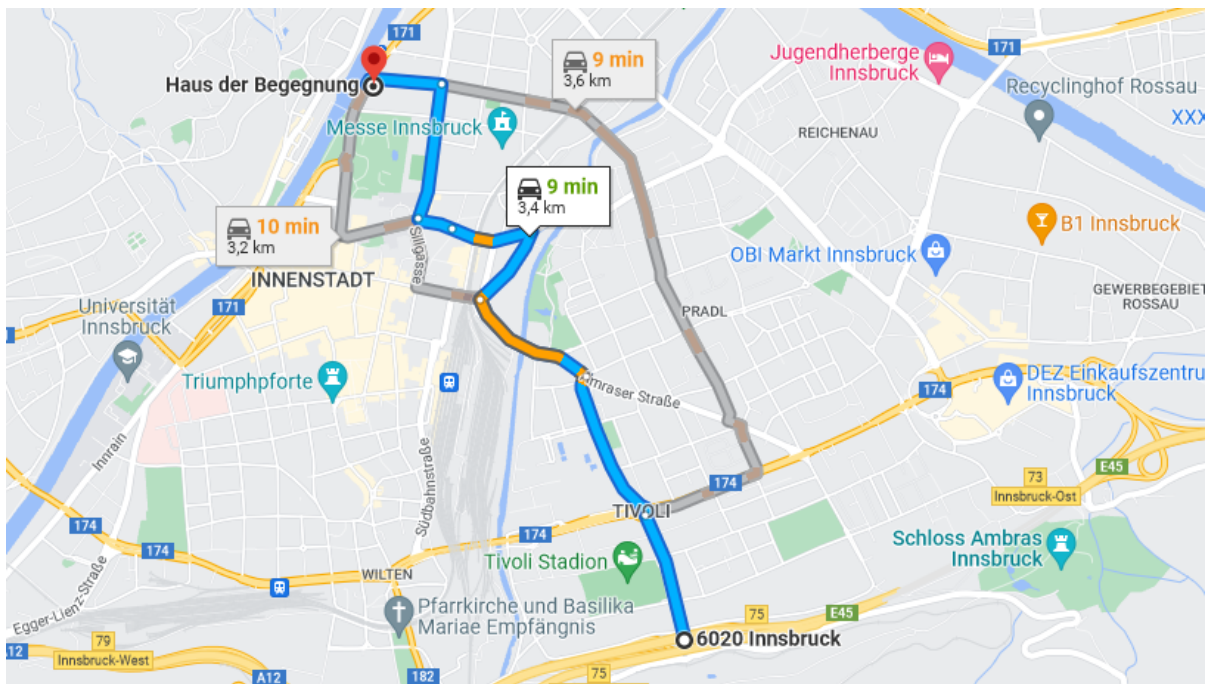 171
9 min
3,6 km
Jugendherberge
Innsbruck
171
Haus der Begegnung
Recyclinghof Rossau
Messe Innsbruck
REICHENAU
XXX
9 min
3,4 km
10 min
3,2 km
Sillgasse
B1 Innsbruck
OBI Markt Innsbruck
INNENSTADT
GEWERBEGEBIET
ROSSAU
171
Universität
Innsbruck
PRADL
Triumphpforte
174
DEZ Einkaufszentru
Innsbruck
Innrain
Südbahnstraße
E45
73
Innsbruck-Ost
174
TIVOLI
174
174
174
Schloss Ambras
Innsbruck
Tivoli Stadion
WILTEN
Egger-Lienz-Straße
Pfarrkirche und Basilika
Mariae Empfängnis
75
E45
6020 Innsbruck
79
Innsbruck-West
A12
182
75